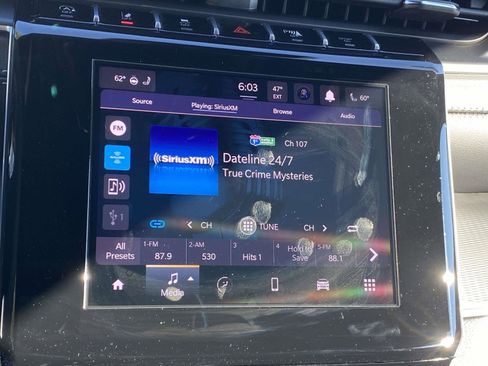 62° 6:03 47° EXT 60°
Source Playing: SiriusXM Browse Audio
FM
Ch 107
((SiriusXM))
Dateline 24/7
True Crime Mysteries
1
CH TUNE CH
All Presets
1-FM 87.9
2-AM 530
3 Hits 1
4 Hold to Save
5-FM 88.1
Media